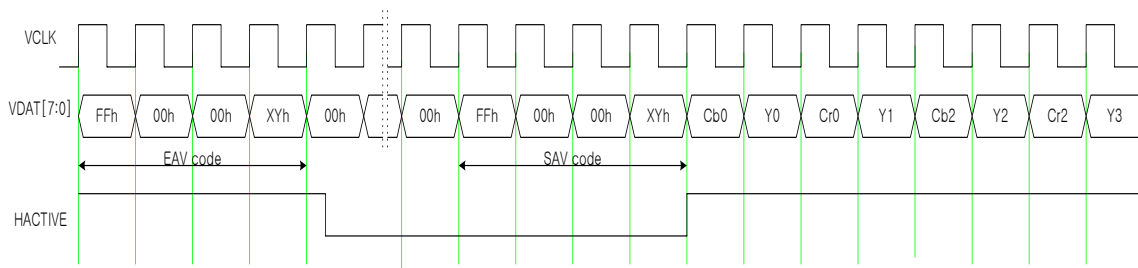 VCLK
VDAT[7:0] FFh 00h 00h XYh 00h 00h FFh 00h 00h XYh Cb0 Y0 Cr0 Y1 Cb2 Y2 Cr2 Y3
EAV code SAV code
HACTIVE